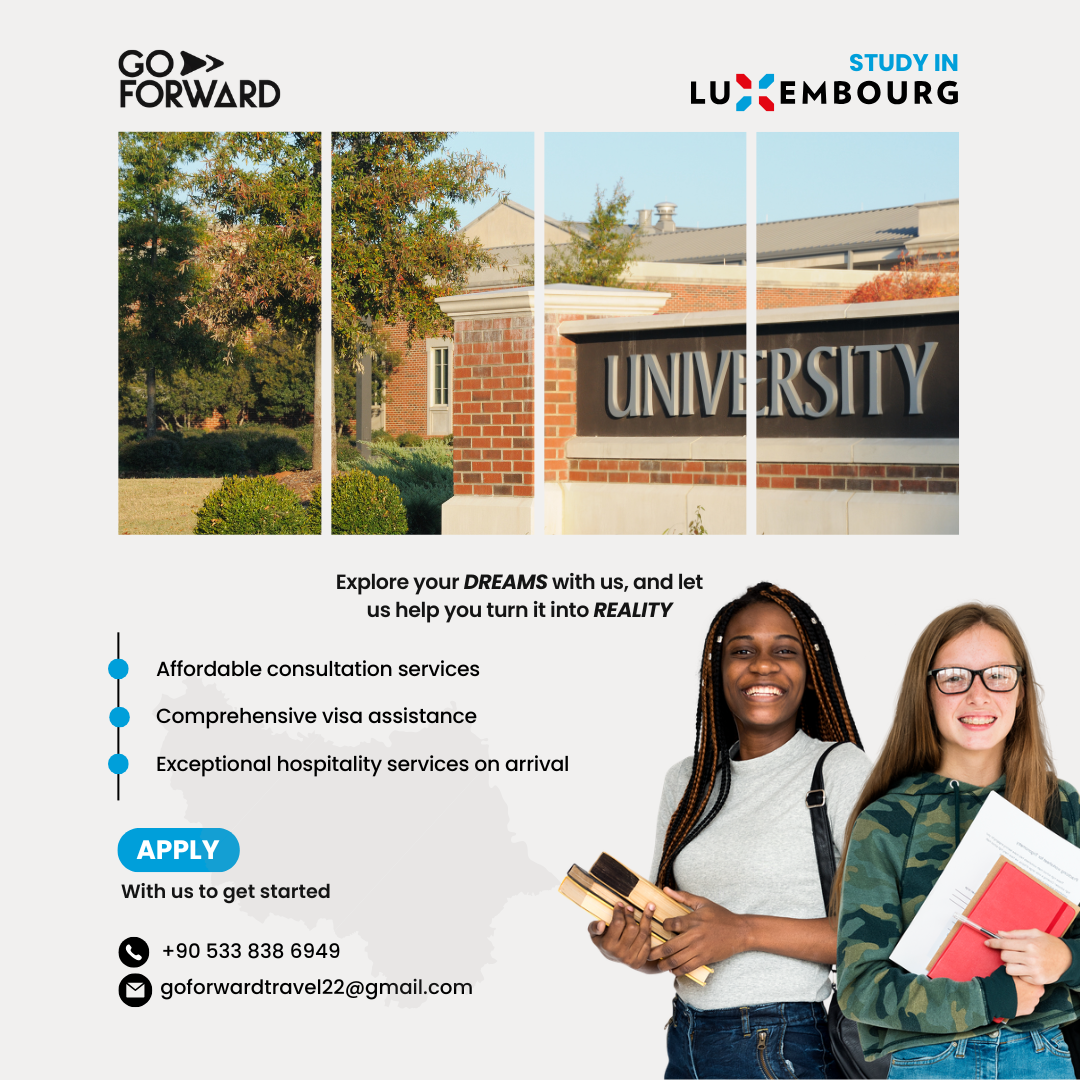 GO
FORWARD
STUDY IN
LUXEMBOURG
UNIVERSITY
Explore your DREAMS with us, and let
us help you turn it into REALITY
Affordable consultation services
Comprehensive visa assistance
Exceptional hospitality services on arrival
APPLY
With us to get started
+90 533 838 6949
goforwardtravel22@gmail.com